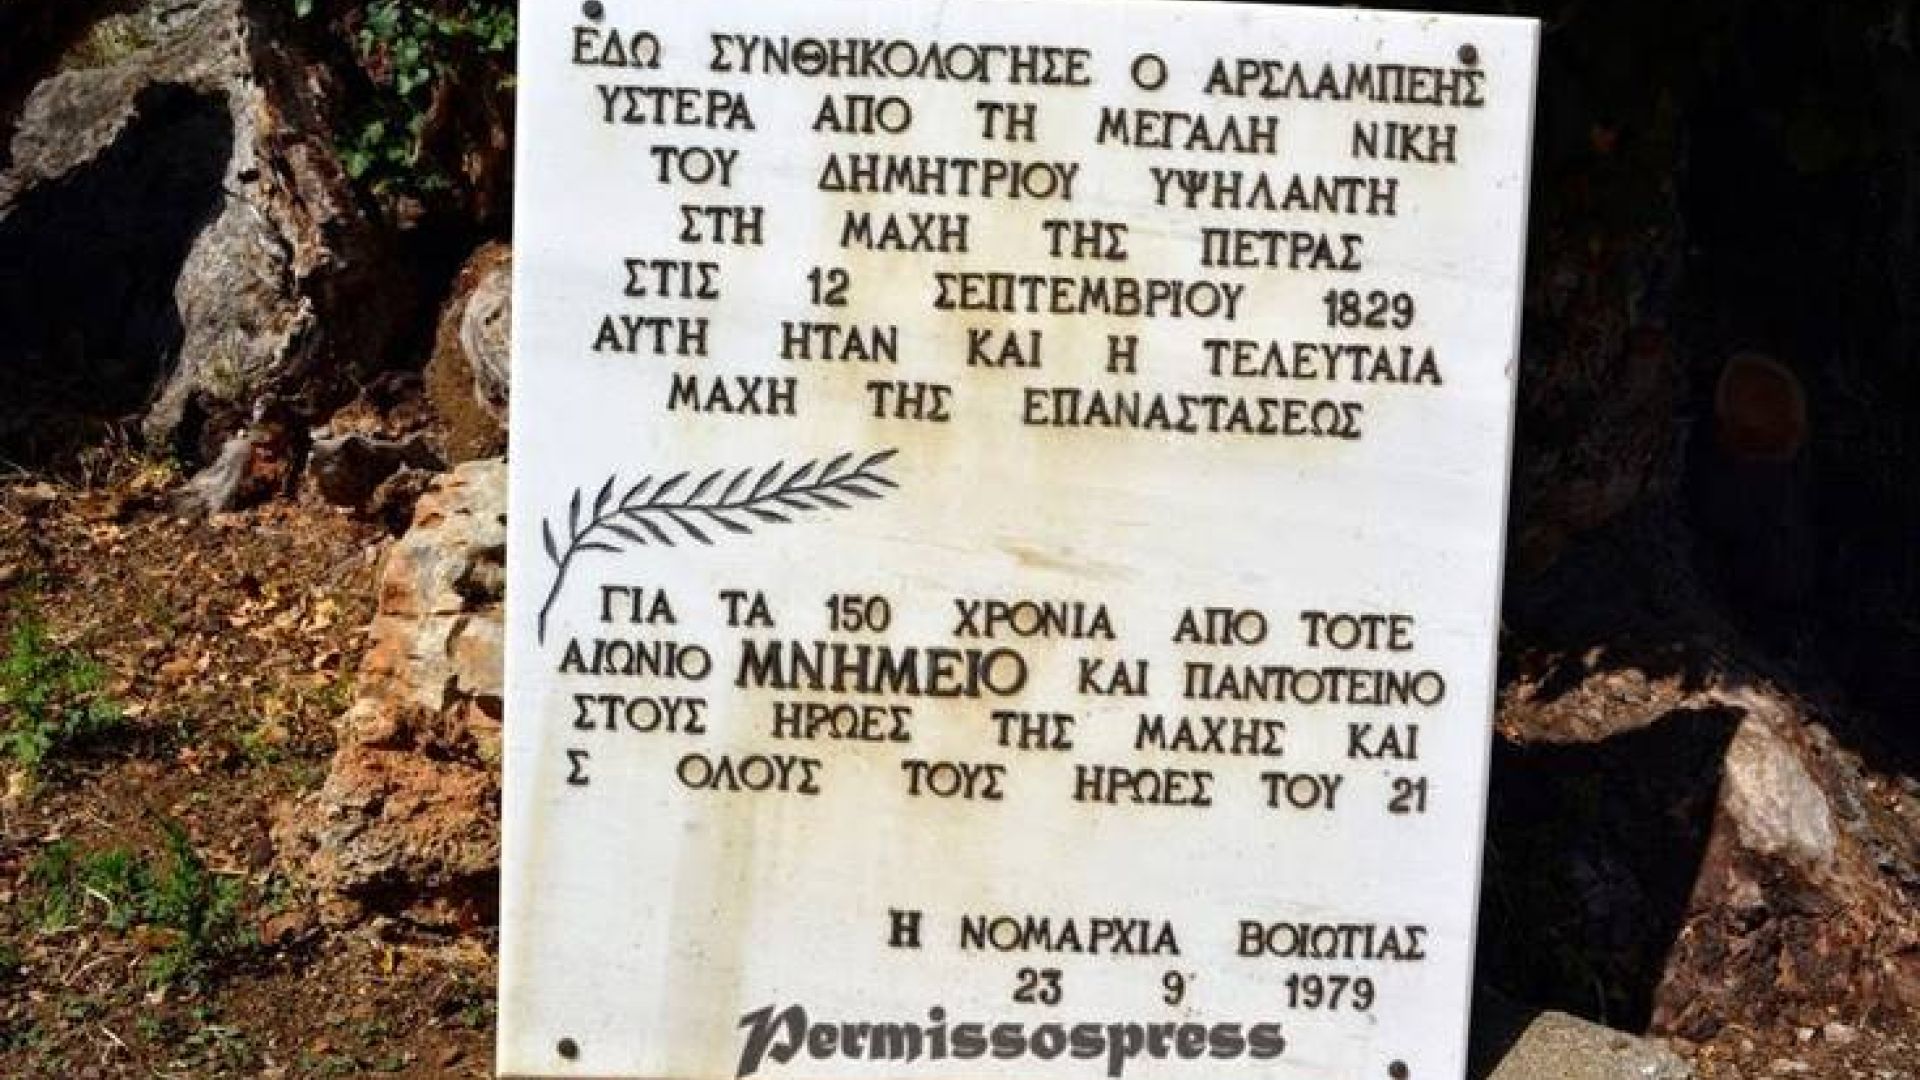 ΕΔΩ ΣΥΝΘΗΚΟΛΟΓΗΣΕ Ο ΑΡΣΛΑΜΠΕΗΣ
ΥΣΤΕΡΑ ΑΠΟ ΤΗ ΜΕΓΑΛΗ ΝΙΚΗ
ΤΟΥ ΔΗΜΗΤΡΙΟΥ ΥΨΗΛΑΝΤΗ
ΣΤΗ ΜΑΧΗ ΤΗΣ ΠΕΤΡΑΣ
ΣΤΙΣ 12 ΣΕΠΤΕΜΒΡΙΟΥ 1829
ΑΥΤΗ ΗΤΑΝ ΚΑΙ Η ΤΕΛΕΥΤΑΙΑ
ΜΑΧΗ ΤΗΣ ΕΠΑΝΑΣΤΑΣΕΩΣ
ΓΙΑ ΤΑ 150 ΧΡΟΝΙΑ ΑΠΟ ΤΟΤΕ
ΑΙΩΝΙΟ ΜΝΗΜΕΙΟ ΚΑΙ ΠΑΝΤΟΤΕΙΝΟ
ΣΤΟΥΣ ΗΡΩΕΣ ΤΗΣ ΜΑΧΗΣ ΚΑΙ
Σ ΟΛΟΥΣ ΤΟΥΣ ΗΡΩΕΣ ΤΟΥ '21
Η ΝΟΜΑΡΧΙΑ ΒΟΙΩΤΙΑΣ
23 9 1979
Permissospress